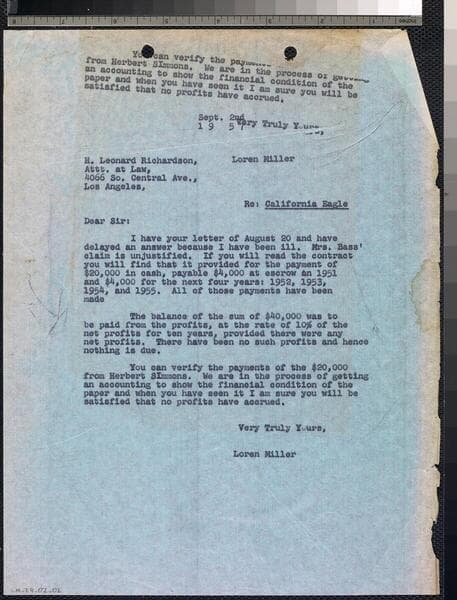 You can verify the payments
from Herbert SImmons. We are in the process of getting
an accounting to show the financial condition of the
paper and when you have seen it I am sure you will be
satisfied that no profits have accrued.
Sept. 2nd
1 9 5 7
Very Truly Yours,
Loren Miller
H. Leonard Richardson,
Attt. at Law,
4066 So. Central Ave.,
Los Angeles,
Re: California Eagle
Dear Sir:
I have your letter of August 20 and have
delayed an answer because I have been ill. Mrs. Bass'
claim is unjustified. If you will read the contract
you will find that it provided for the payment of
$20,000 in cash, payable $4,000 at escrow in 1951
and $4,000 for the next four years: 1952, 1953,
1954, and 1955. All of those payments have been
made
The balance of the sum of $40,000 was to
be paid from the profits, at the rate of 10% of the
net profits for ten years, provided there were any
net profits. There have been no such profits and hence
nothing is due.
You can verify the payments of the $20,000
from Herbert SImmons. We are in the process of getting
an accounting to show the financial condition of the
paper and when you have seen it I am sure you will be
satisfied that no profits have accrued.
Very Truly Yours,
Loren Miller